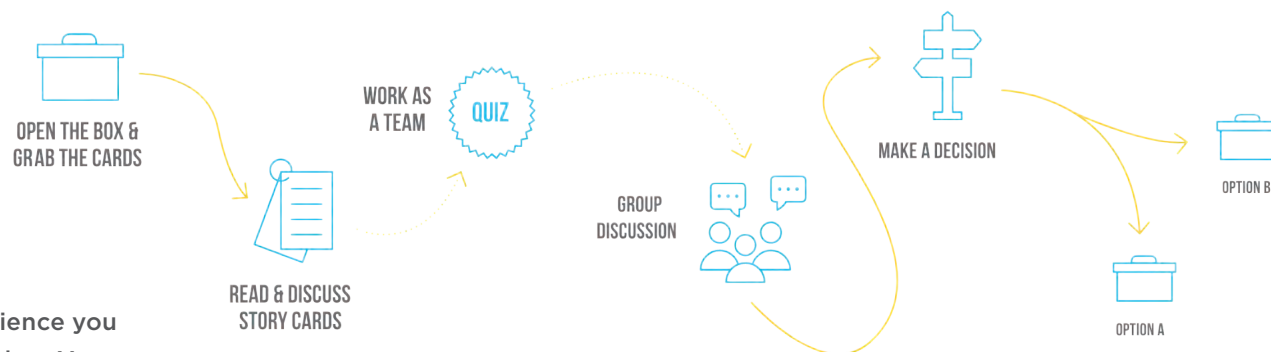 OPEN THE BOX &
GRAB THE CARDS
READ & DISCUSS
STORY CARDS
WORK AS
A TEAM
QUIZ
GROUP
DISCUSSION
MAKE A DECISION
OPTION B
OPTION A
ience you